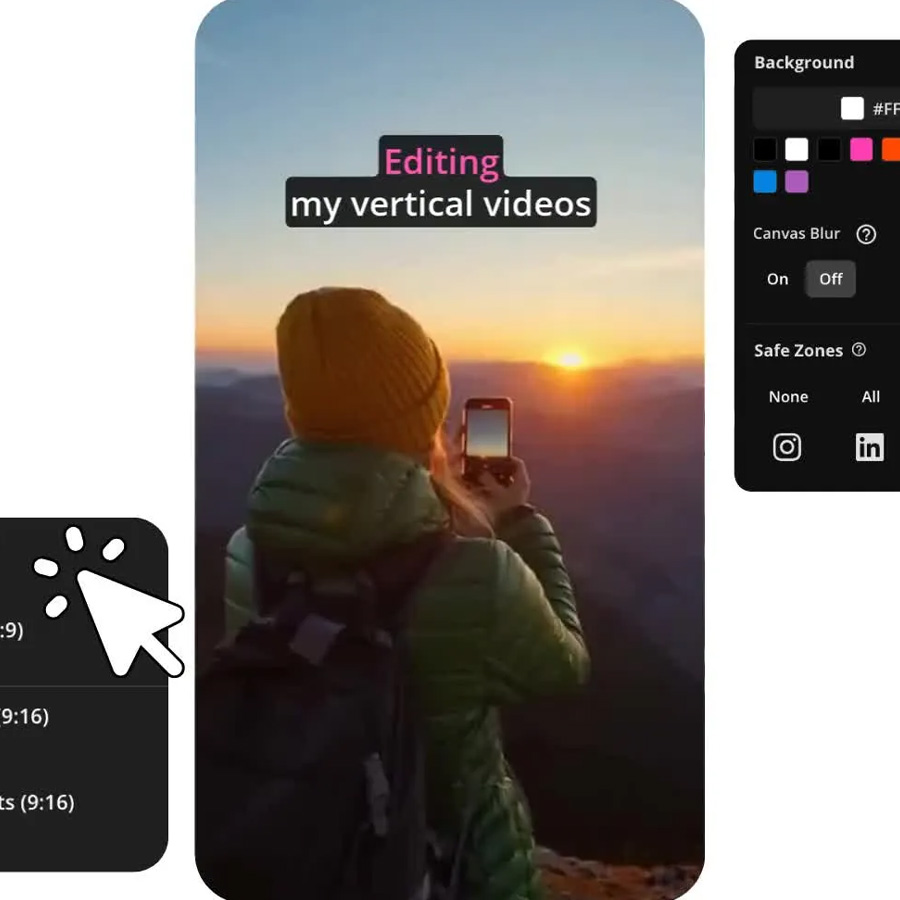 Editing
my vertical videos
Background
#FF
Canvas Blur
On Off
Safe Zones
None All
in
:9)
(9:16)
ts (9:16)